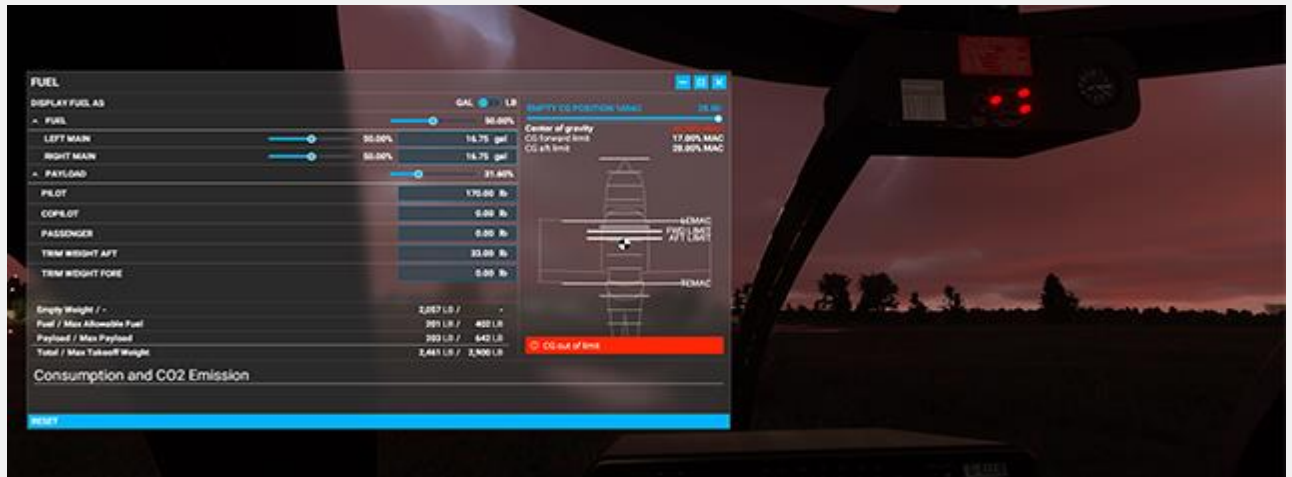 FUEL
DISPLAY FUEL AS GAL LB
FUEL 50.00%
LEFT MAIN 50.00% 16.75 gal
RIGHT MAIN 50.00% 16.75 gal
PAYLOAD 31.60%
PILOT 170.00 lb
COPILOT 0.00 lb
PASSENGER 0.00 lb
TRIM WEIGHT AFT 33.00 lb
TRIM WEIGHT FORE 0.00 lb
Empty Weight / - 2,057 LB / -
Fuel / Max Allowable Fuel 201 LB / 402 LB
Payload / Max Payload 203 LB / 642 LB
Total / Max Takeoff Weight 2,461 LB / 2,900 LB
EMPTY CG POSITION %MAC
Center of gravity
CG forward limit 17.00% MAC
CG aft limit 28.00% MAC
LEMAC
FWD LIMIT
AFT LIMIT
TEMAC
CG out of limit
Consumption and CO2 Emission
RESET